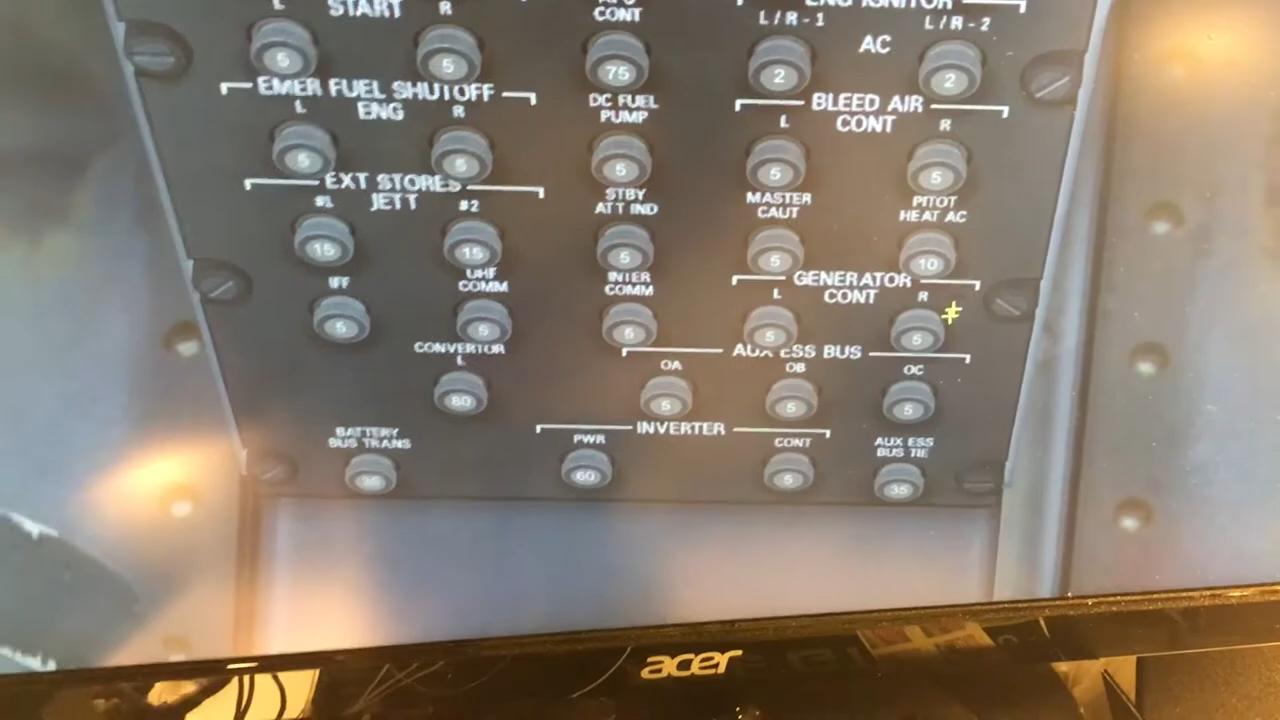 L START R
CONT
ENG IGNITOR
L/R-1 L/R-2
AC
5 5 75 2 2
EMER FUEL SHUTOFF
L ENG R
DC FUEL
PUMP
BLEED AIR
L CONT R
5 5 5 5 5
EXT STORES
#1 JETT #2
STBY
ATT IND
MASTER
CAUT
PITOT
HEAT AC
15 15 5 5 10
IFF
UHF
COMM
INTER
COMM
GENERATOR
L CONT R
5 5 5 5 5
CONVERTOR
L
AUX ESS BUS
OA OB OC
80 5 5 5
BATTERY
BUS TRANS
INVERTER
PWR CONT
AUX ESS
BUS TIE
60 5 35
acer